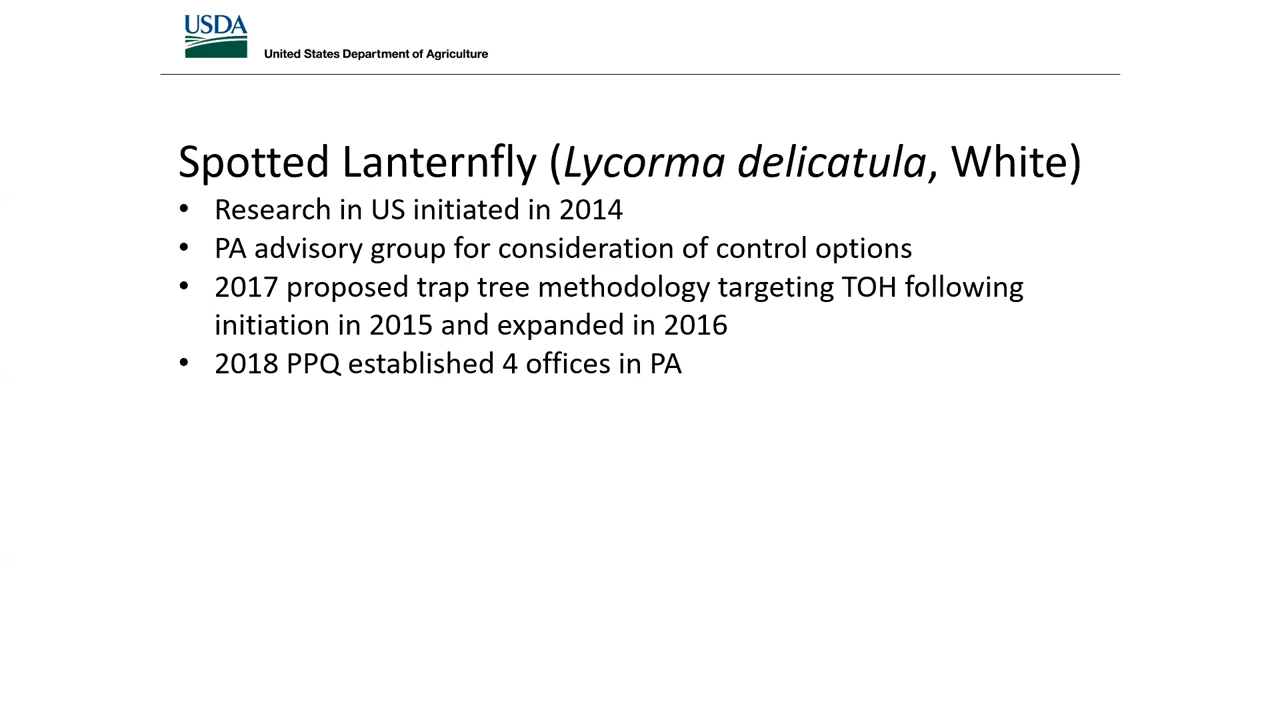 USDA
United States Department of Agriculture
Spotted Lanternfly (Lycorma delicatula, White)
• Research in US initiated in 2014
• PA advisory group for consideration of control options
• 2017 proposed trap tree methodology targeting TOH following
initiation in 2015 and expanded in 2016
• 2018 PPQ established 4 offices in PA